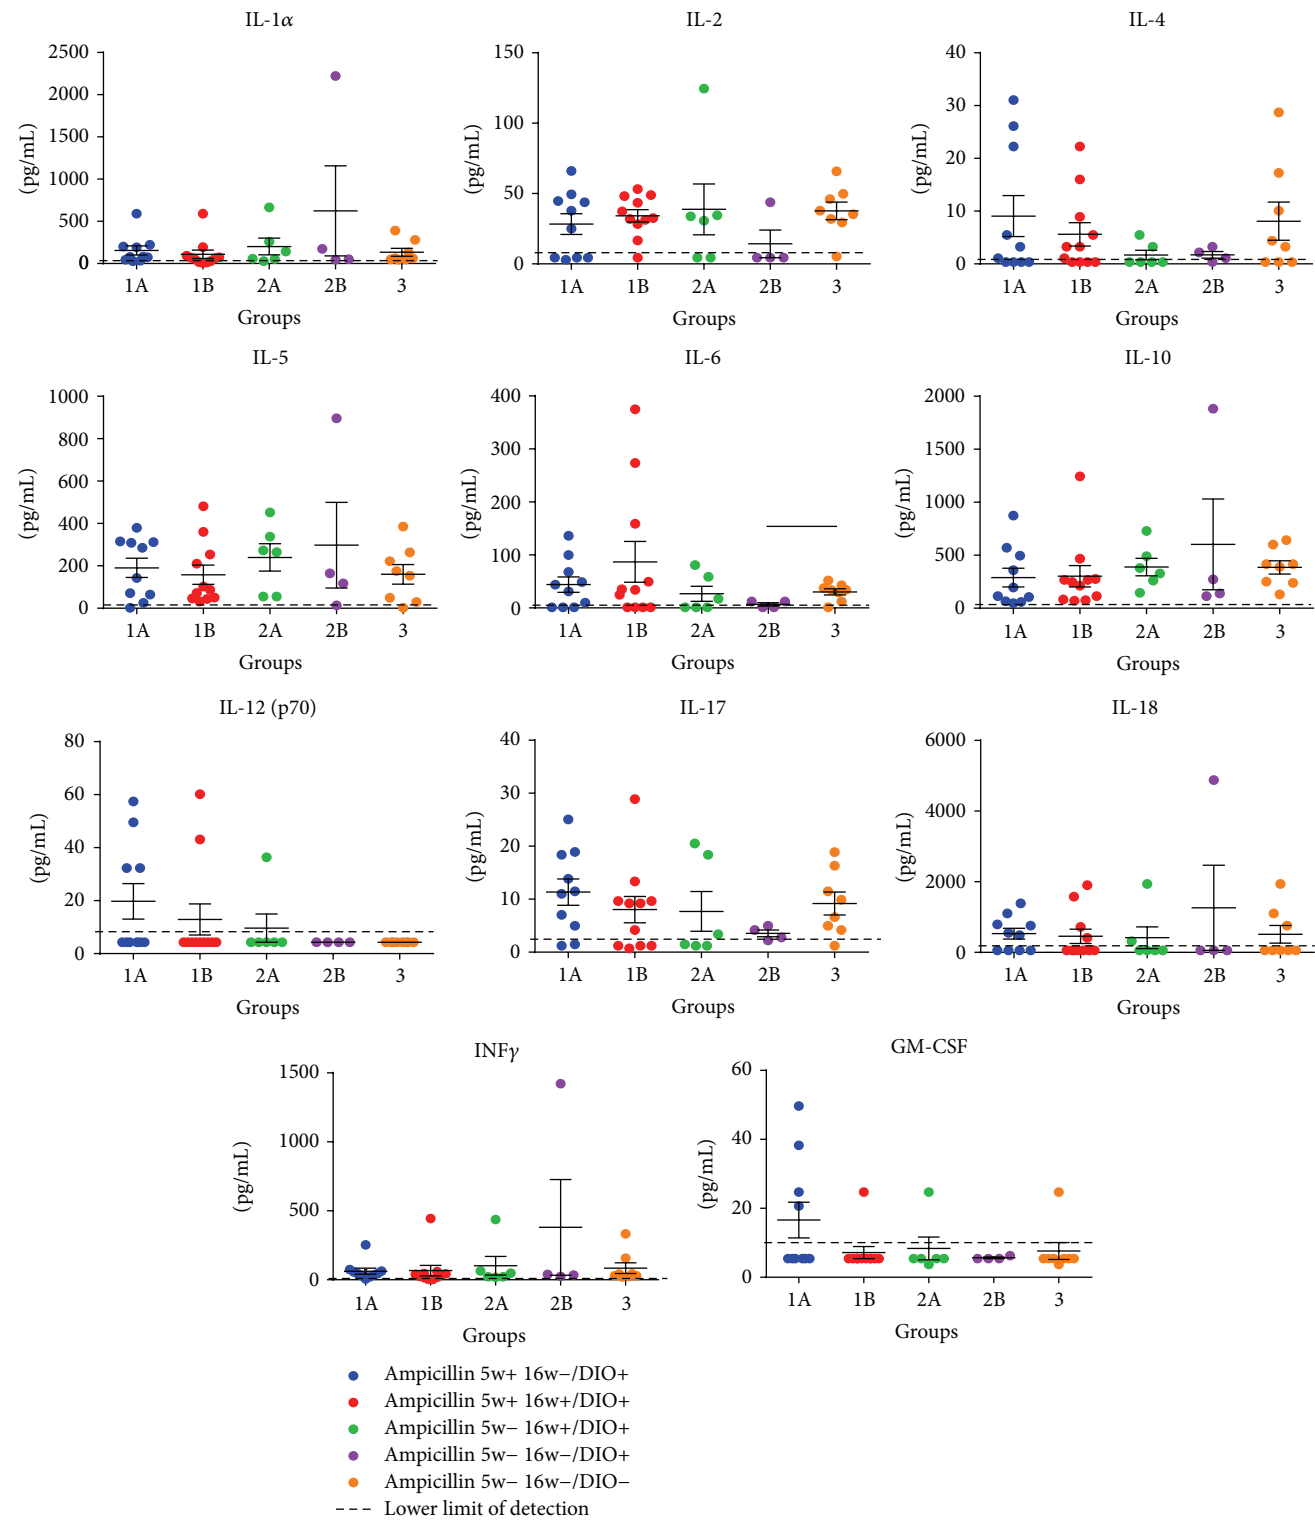 IL-1α
IL-2
IL-4
(pg/mL)
2500
2000
1500
1000
500
0
1A 1B 2A 2B 3
Groups
(pg/mL)
150
100
50
0
1A 1B 2A 2B 3
Groups
(pg/mL)
40
30
20
10
0
1A 1B 2A 2B 3
Groups
IL-5
IL-6
IL-10
(pg/mL)
1000
800
600
400
200
0
1A 1B 2A 2B 3
Groups
(pg/mL)
400
300
200
100
0
1A 1B 2A 2B 3
Groups
(pg/mL)
2000
1500
1000
500
0
1A 1B 2A 2B 3
Groups
IL-12 (p70)
IL-17
IL-18
(pg/mL)
80
60
40
20
0
1A 1B 2A 2B 3
Groups
(pg/mL)
40
30
20
10
0
1A 1B 2A 2B 3
Groups
(pg/mL)
6000
4000
2000
0
1A 1B 2A 2B 3
Groups
INFγ
GM-CSF
(pg/mL)
1500
1000
500
0
1A 1B 2A 2B 3
Groups
(pg/mL)
60
40
20
0
1A 1B 2A 2B 3
Groups
Ampicillin 5w+ 16w−/DIO+
Ampicillin 5w+ 16w+/DIO+
Ampicillin 5w− 16w+/DIO+
Ampicillin 5w− 16w−/DIO+
Ampicillin 5w− 16w−/DIO−
Lower limit of detection